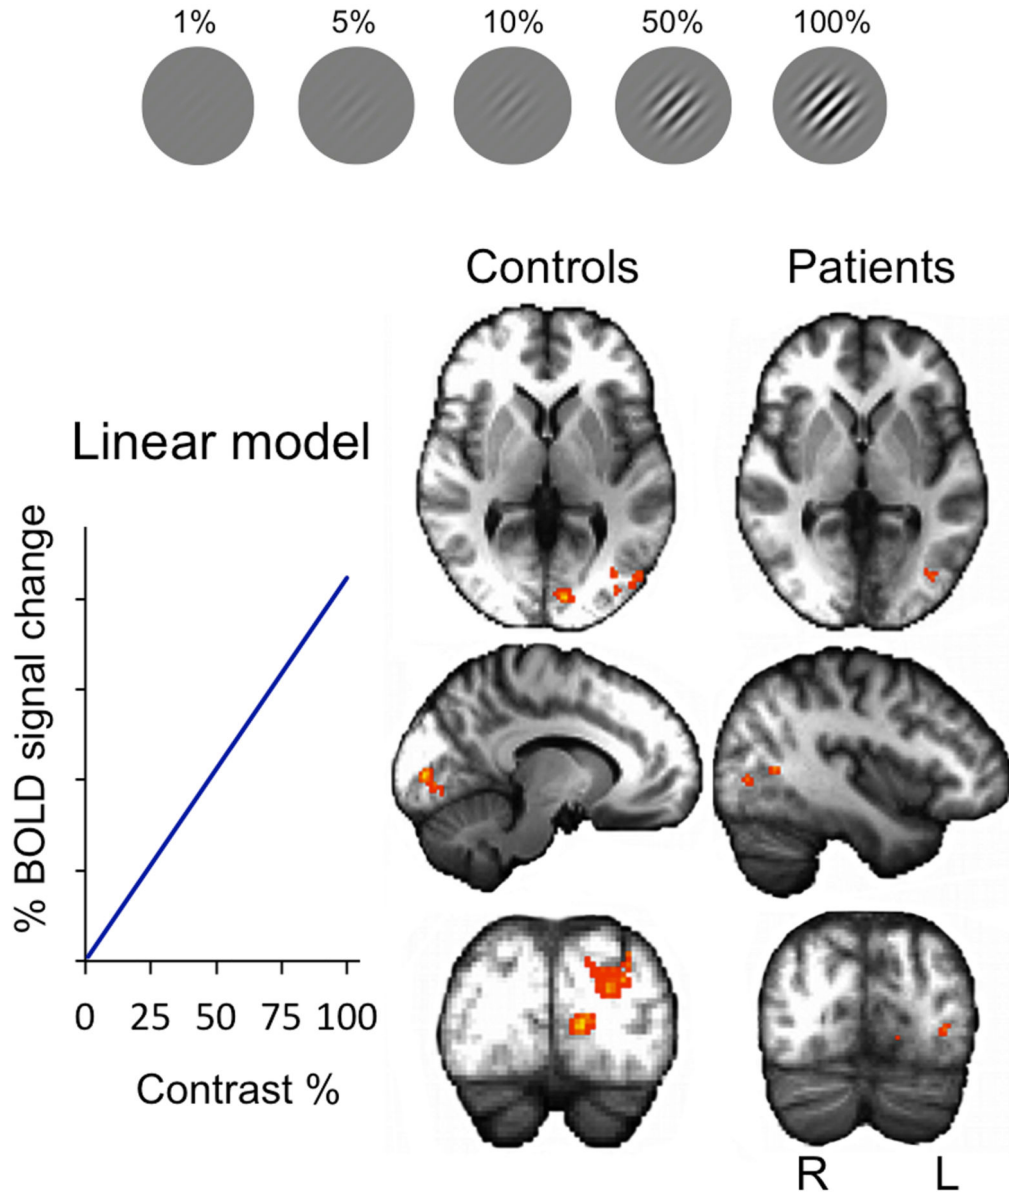 1% 5% 10% 50% 100%
Controls Patients
Linear model
% BOLD signal change
0 25 50 75 100
Contrast %
R L